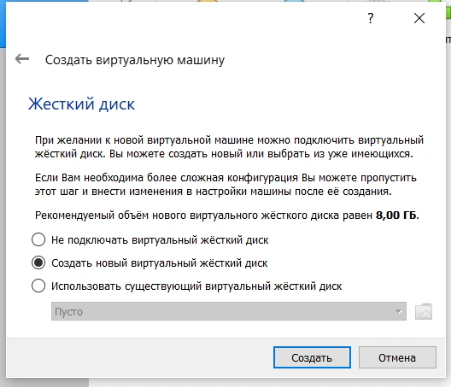 ?
Создать виртуальную машину
Жесткий диск
При желании к новой виртуальной машине можно подключить виртуальный
жёсткий диск. Вы можете создать новый или выбрать из уже имеющихся.
Если Вам необходима более сложная конфигурация Вы можете пропустить
этот шаг и внести изменения в настройки машины после её создания.
Рекомендуемый объём нового виртуального жёсткого диска равен 8,00 ГБ.
Не подключать виртуальный жёсткий диск
Создать новый виртуальный жёсткий диск
Использовать существующий виртуальный жёсткий диск
Пусто
Создать
Отмена